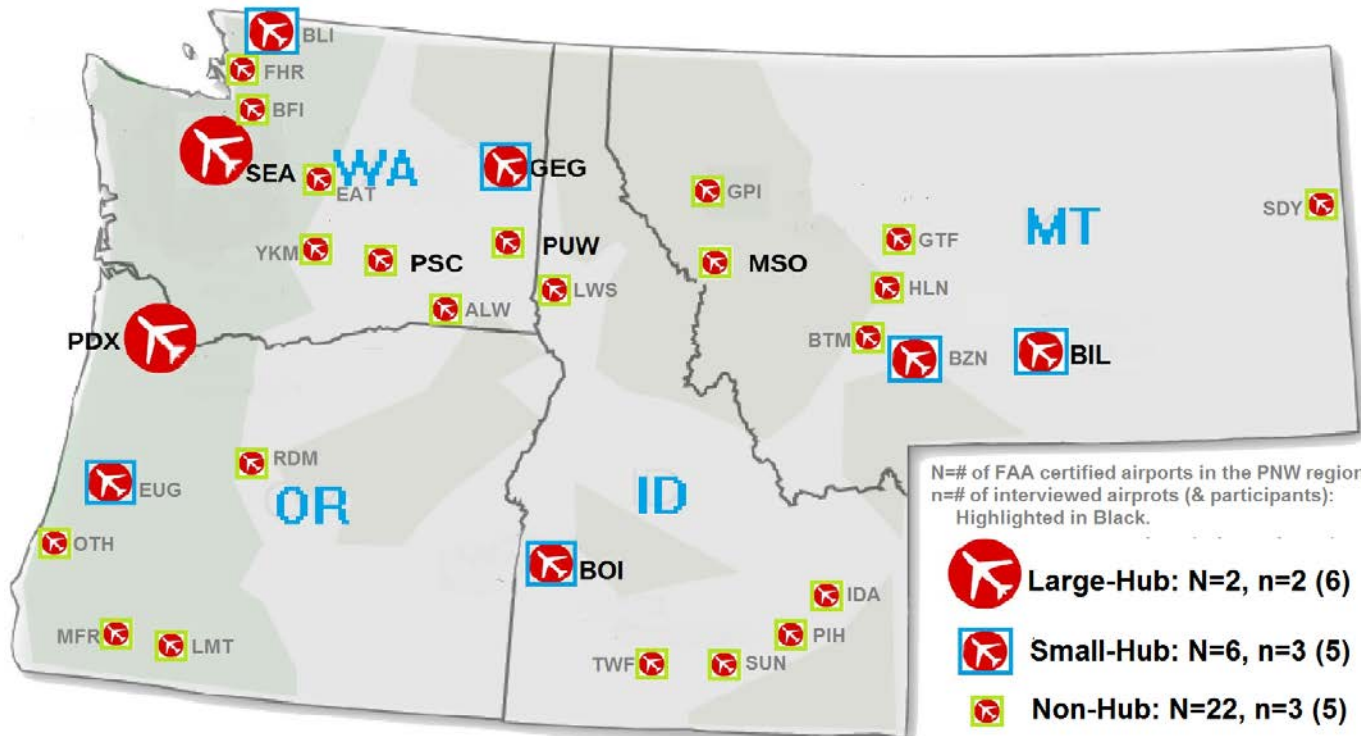 BLI
FHR
BFI
SEA
WA
EAT
GEG
GPI
SDY
MT
GTF
YKM
PSC
PUW
MSO
LWS
HLN
ALW
PDX
BTM
BZN
BIL
RDM
EUG
OR
ID
OTH
BOI
IDA
PIH
MFR
LMT
TWF
SUN
N=# of FAA certified airports in the PNW region
n=# of interviewed airprots (& participants):
Highlighted in Black.
Large-Hub: N=2, n=2 (6)
Small-Hub: N=6, n=3 (5)
Non-Hub: N=22, n=3 (5)